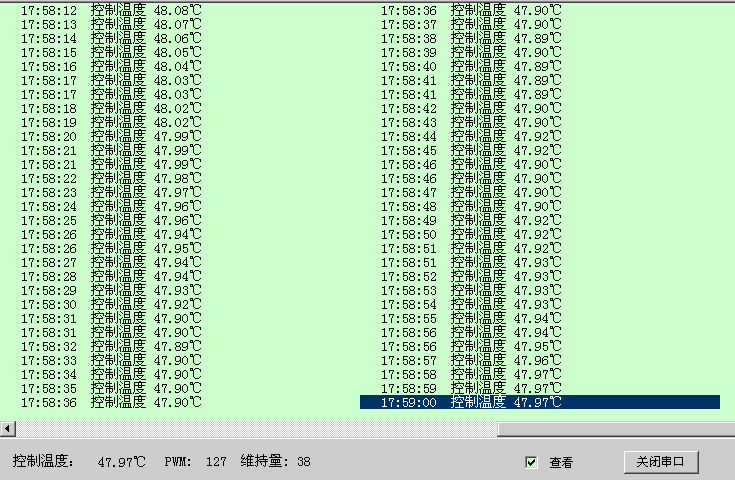 17:58:12 控制温度 48.08℃
17:58:13 控制温度 48.07℃
17:58:14 控制温度 48.06℃
17:58:15 控制温度 48.05℃
17:58:16 控制温度 48.04℃
17:58:17 控制温度 48.03℃
17:58:17 控制温度 48.03℃
17:58:18 控制温度 48.02℃
17:58:19 控制温度 48.02℃
17:58:20 控制温度 47.99℃
17:58:21 控制温度 47.99℃
17:58:21 控制温度 47.99℃
17:58:22 控制温度 47.98℃
17:58:23 控制温度 47.97℃
17:58:24 控制温度 47.96℃
17:58:25 控制温度 47.96℃
17:58:26 控制温度 47.94℃
17:58:26 控制温度 47.95℃
17:58:27 控制温度 47.94℃
17:58:28 控制温度 47.94℃
17:58:29 控制温度 47.93℃
17:58:30 控制温度 47.92℃
17:58:31 控制温度 47.90℃
17:58:31 控制温度 47.90℃
17:58:32 控制温度 47.89℃
17:58:33 控制温度 47.90℃
17:58:34 控制温度 47.90℃
17:58:35 控制温度 47.90℃
17:58:36 控制温度 47.90℃
17:58:36 控制温度 47.90℃
17:58:37 控制温度 47.90℃
17:58:38 控制温度 47.89℃
17:58:39 控制温度 47.90℃
17:58:40 控制温度 47.89℃
17:58:41 控制温度 47.89℃
17:58:41 控制温度 47.89℃
17:58:42 控制温度 47.90℃
17:58:43 控制温度 47.90℃
17:58:44 控制温度 47.92℃
17:58:45 控制温度 47.92℃
17:58:46 控制温度 47.90℃
17:58:46 控制温度 47.90℃
17:58:47 控制温度 47.90℃
17:58:48 控制温度 47.90℃
17:58:49 控制温度 47.92℃
17:58:50 控制温度 47.92℃
17:58:51 控制温度 47.92℃
17:58:51 控制温度 47.93℃
17:58:52 控制温度 47.93℃
17:58:53 控制温度 47.93℃
17:58:54 控制温度 47.93℃
17:58:55 控制温度 47.94℃
17:58:56 控制温度 47.94℃
17:58:56 控制温度 47.95℃
17:58:57 控制温度 47.96℃
17:58:58 控制温度 47.97℃
17:58:59 控制温度 47.97℃
17:59:00 控制温度 47.97℃
控制温度: 47.97℃ PWM: 127 维持量: 38 查看 关闭串口